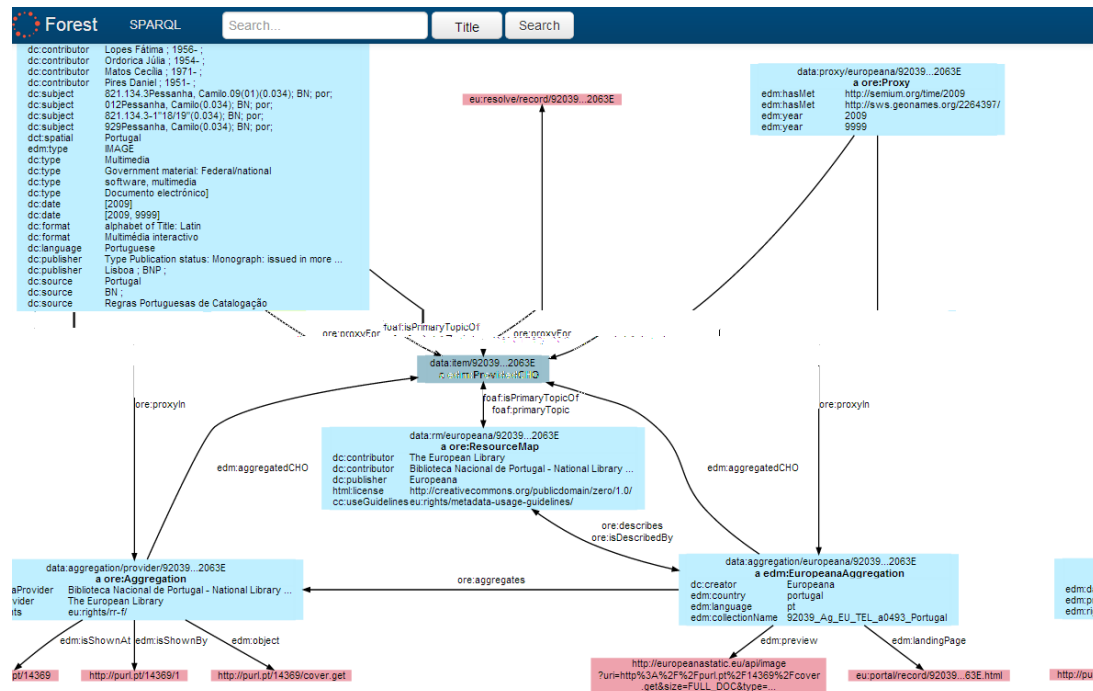 Forest SPARQL Search... Title Search
dc:contributor Lopes Fátima ; 1956- ;
dc:contributor Ordorica Júlia ; 1954- ;
dc:contributor Matos Cecília ; 1971- ;
dc:contributor Pires Daniel ; 1951- ;
dc:subject 821.134.3Pessanha, Camilo.09(01)(0.034); BN; por;
dc:subject 012Pessanha, Camilo(0.034); BN; por;
dc:subject 821.134.3-1"18/19"(0.034); BN; por;
dc:subject 929Pessanha, Camilo(0.034); BN; por;
dct:spatial Portugal
edm:type IMAGE
dc:type Multimedia
dc:type Government material: Federal/national
dc:type software, multimedia
dc:type Documento electrónico]
dc:date [2009]
dc:date [2009, 9999]
dc:format alphabet of Title: Latin
dc:format Multimédia interactivo
dc:language Portuguese
dc:publisher Type Publication status: Monograph: issued in more ...
dc:publisher Lisboa ; BNP ;
dc:source Portugal
dc:source BN ;
dc:source Regras Portuguesas de Catalogação
eu:resolve/record/92039...2063E
data:proxy/europeana/92039...2063E
a ore:Proxy
edm:hasMet http://semium.org/time/2009
edm:hasMet http://sws.geonames.org/2264397/
edm:year 2009
edm:year 9999
foaf:isPrimaryTopicOf
ore:proxyFor ore:proxyFor
data:item/92039...2063E
foaf:isPrimaryTopicOf
foaf:primaryTopic
ore:proxyIn ore:proxyIn
data:rm/europeana/92039...2063E
a ore:ResourceMap
dc:contributor The European Library
dc:contributor Biblioteca Nacional de Portugal - National Library ...
dc:publisher Europeana
html:license http://creativecommons.org/publicdomain/zero/1.0/
cc:useGuidelines eu:rights/metadata-usage-guidelines/
edm:aggregatedCHO edm:aggregatedCHO
ore:describes
ore:isDescribedBy
data:aggregation/provider/92039...2063E
a ore:Aggregation
aProvider Biblioteca Nacional de Portugal - National Library ...
vider The European Library
nts eu:rights/rr-f/
ore:aggregates
data:aggregation/europeana/92039...2063E
a edm:EuropeanaAggregation
dc:creator Europeana
edm:country portugal
edm:language pt
edm:collectionName 92039_Ag_EU_TEL_a0493_Portugal
edm:da
edm:p
edm:ri
edm:isShownAt edm:isShownBy edm:object
edm:preview edm:landingPage
pt/14369 http://purl.pt/14369/1 http://purl.pt/14369/cover.get
http://europeanastatic.eu/api/image
?uri=http%3A%2F%2Fpurl.pt%2F14369%2Fcover
.get&size=FULL_DOC&type=...
eu:portal/record/92039...63E.html
http://pu